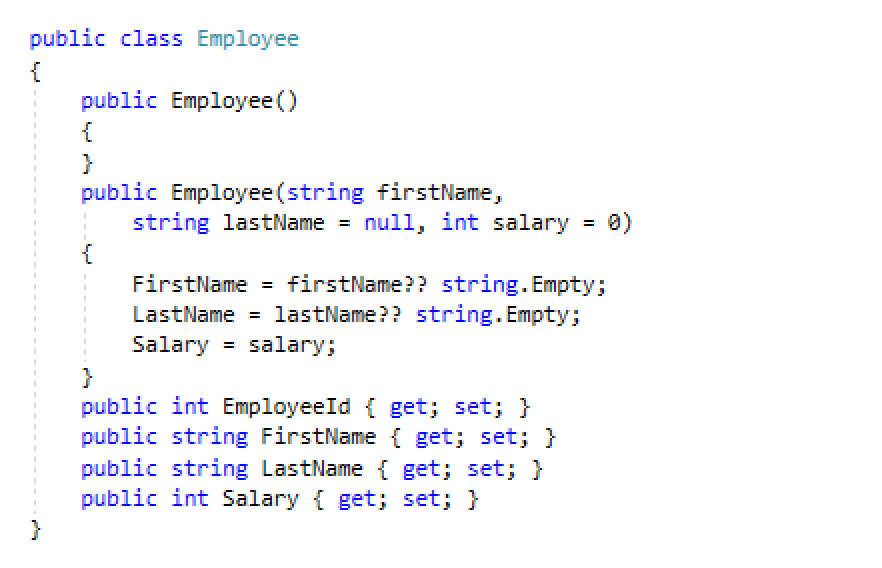 public class Employee
{
public Employee()
{
}
public Employee(string firstName,
string lastName = null, int salary = 0)
{
FirstName = firstName?? string.Empty;
LastName = lastName?? string.Empty;
Salary = salary;
}
public int EmployeeId { get; set; }
public string FirstName { get; set; }
public string LastName { get; set; }
public int Salary { get; set; }
}